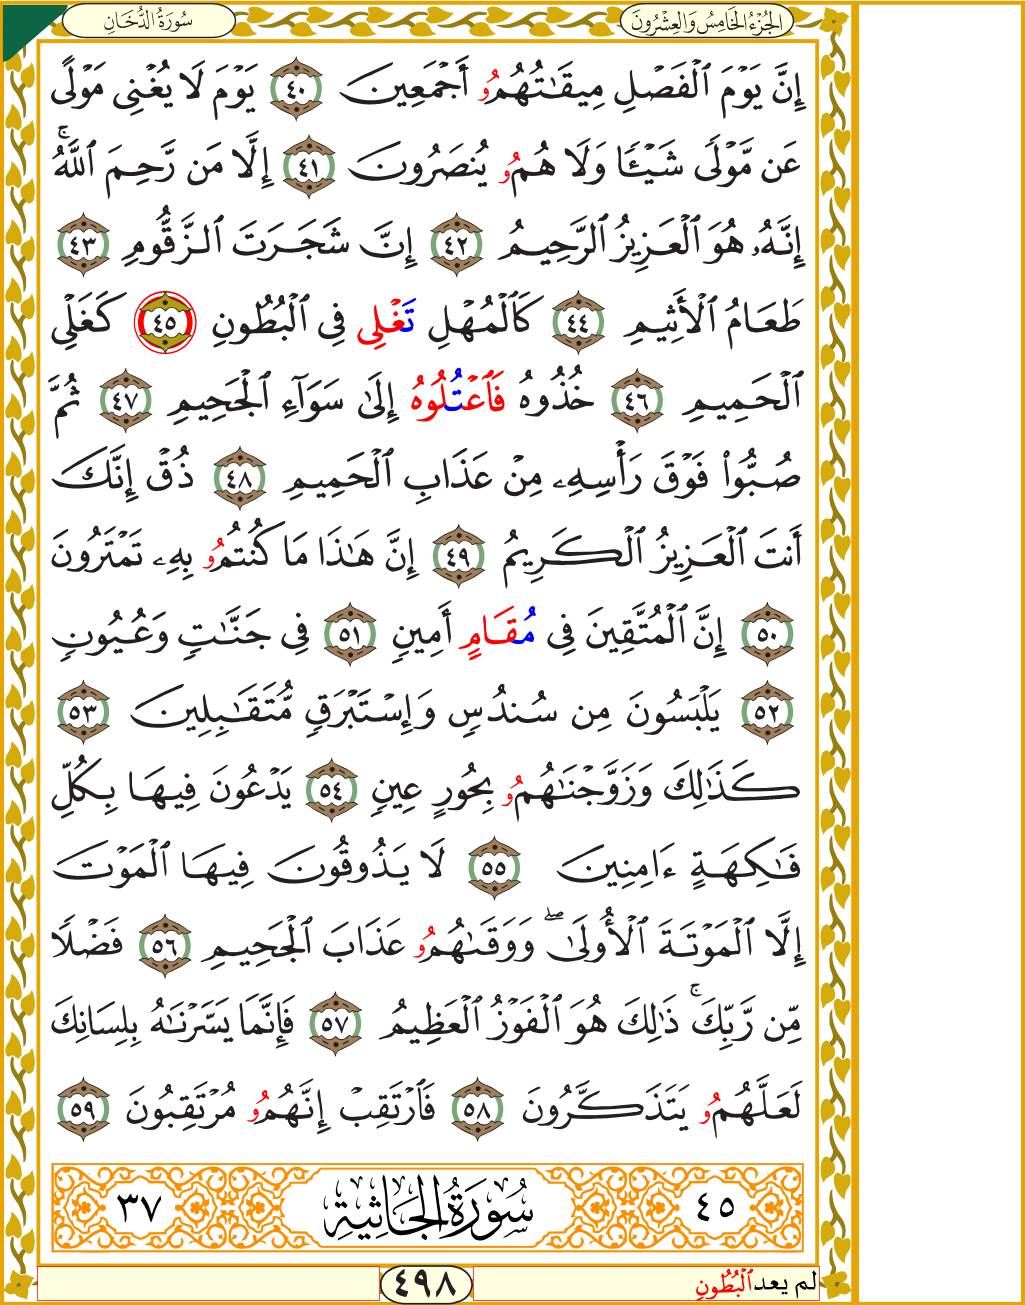 سُورَةُ الدُّخَانِ
الجُزْءُ الخَامِسُ وَالعِشْرُونَ
إِنَّ يَوْمَ ٱلْفَصْلِ مِيقَٰتُهُمُۥ أَجْمَعِينَ ٤٠ يَوْمَ لَا يُغْنِى مَوْلًى
عَن مَّوْلًى شَيْـًٔا وَلَا هُمُۥ يُنصَرُونَ ٤١ إِلَّا مَن رَّحِمَ ٱللَّهُۚ
إِنَّهُۥ هُوَ ٱلْعَزِيزُ ٱلرَّحِيمُ ٤٢ إِنَّ شَجَرَتَ ٱلزَّقُّومِ ٤٣
طَعَامُ ٱلْأَثِيمِ ٤٤ كَٱلْمُهْلِ تَغْلِى فِى ٱلْبُطُونِ ٤٥ كَغَلْىِ
ٱلْحَمِيمِ ٤٦ خُذُوهُ فَٱعْتُلُوهُ إِلَىٰ سَوَآءِ ٱلْجَحِيمِ ٤٧ ثُمَّ
صُبُّوا۟ فَوْقَ رَأْسِهِۦ مِنْ عَذَابِ ٱلْحَمِيمِ ٤٨ ذُقْ إِنَّكَ
أَنتَ ٱلْعَزِيزُ ٱلْكَرِيمُ ٤٩ إِنَّ هَٰذَا مَا كُنتُمُۥ بِهِۦ تَمْتَرُونَ
٥٠ إِنَّ ٱلْمُتَّقِينَ فِى مُقَامٍ أَمِينٍ ٥١ فِى جَنَّٰتٍ وَعُيُونٍ
٥٢ يَلْبَسُونَ مِن سُندُسٍ وَإِسْتَبْرَقٍ مُّتَقَٰبِلِينَ ٥٣
كَذَٰلِكَ وَزَوَّجْنَٰهُمُۥ بِحُورٍ عِينٍ ٥٤ يَدْعُونَ فِيهَا بِكُلِّ
فَٰكِهَةٍ ءَامِنِينَ ٥٥ لَا يَذُوقُونَ فِيهَا ٱلْمَوْتَ
إِلَّا ٱلْمَوْتَةَ ٱلْأُولَىٰۖ وَوَقَىٰهُمُۥ عَذَابَ ٱلْجَحِيمِ ٥٦ فَضْلًا
مِّن رَّبِّكَۚ ذَٰلِكَ هُوَ ٱلْفَوْزُ ٱلْعَظِيمُ ٥٧ فَإِنَّمَا يَسَّرْنَٰهُ بِلِسَانِكَ
لَعَلَّهُمُۥ يَتَذَكَّرُونَ ٥٨ فَٱرْتَقِبْ إِنَّهُمُۥ مُرْتَقِبُونَ ٥٩
٤٥ سُورَةُ الجَاثِيَةِ ٣٧
لم يعد ٱلْبُطُونِ
٤٩٨